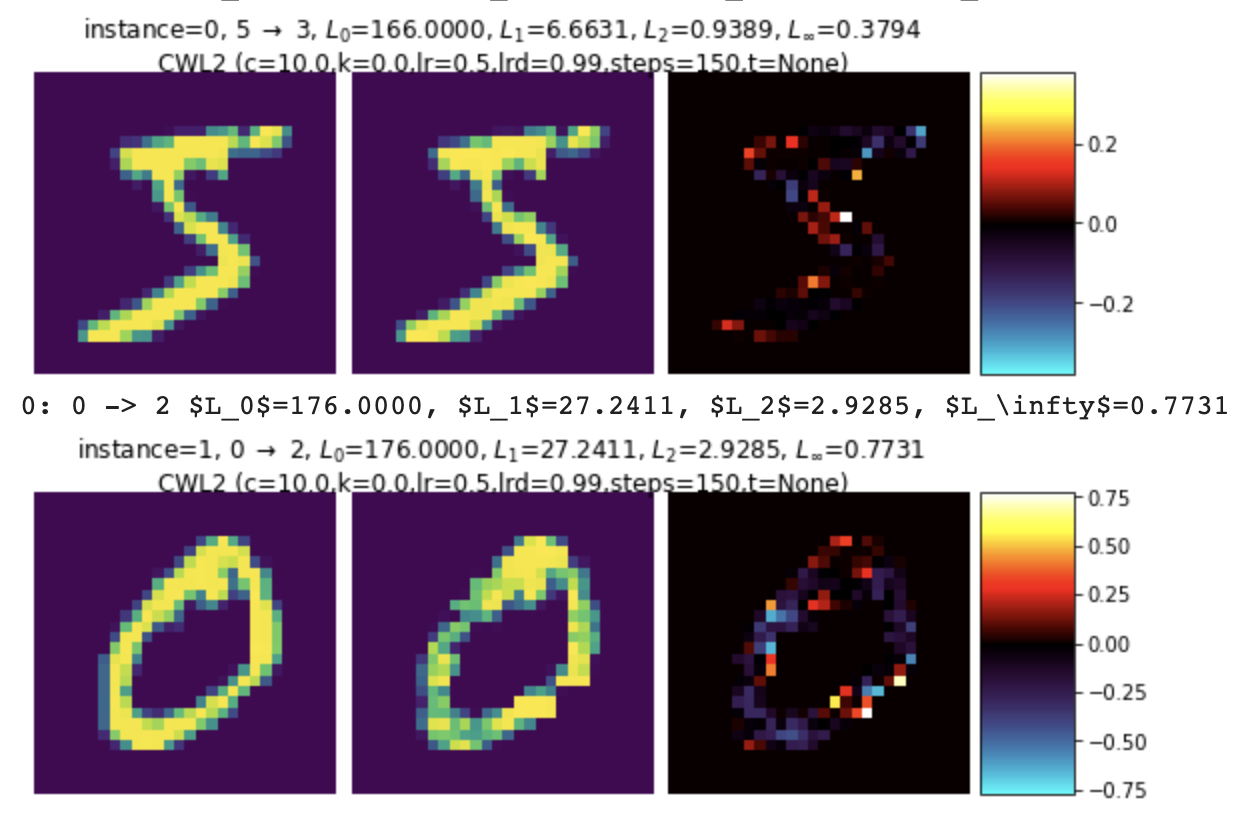 instance=0, 5 → 3, L₀=166.0000, L₁=6.6631, L₂=0.9389, L∞=0.3794
CWL2 (c=10.0,k=0.0,lr=0.5,lrd=0.99,steps=150,t=None)
0.2
0.0
−0.2
0: 0 -> 2 $L_0$=176.0000, $L_1$=27.2411, $L_2$=2.9285, $L_\infty$=0.7731
instance=1, 0 → 2, L₀=176.0000, L₁=27.2411, L₂=2.9285, L∞=0.7731
CWL2 (c=10.0,k=0.0,lr=0.5,lrd=0.99,steps=150,t=None)
0.75
0.50
0.25
0.00
−0.25
−0.50
−0.75